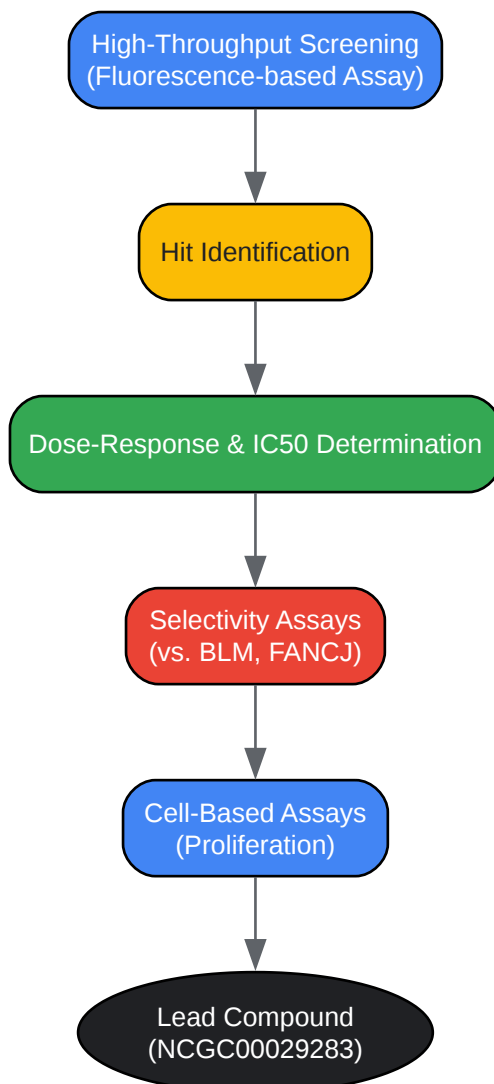 High-Throughput Screening
(Fluorescence-based Assay)
Hit Identification
Dose-Response & IC50 Determination
Selectivity Assays
(vs. BLM, FANCJ)
Cell-Based Assays
(Proliferation)
Lead Compound
(NCGC00029283)